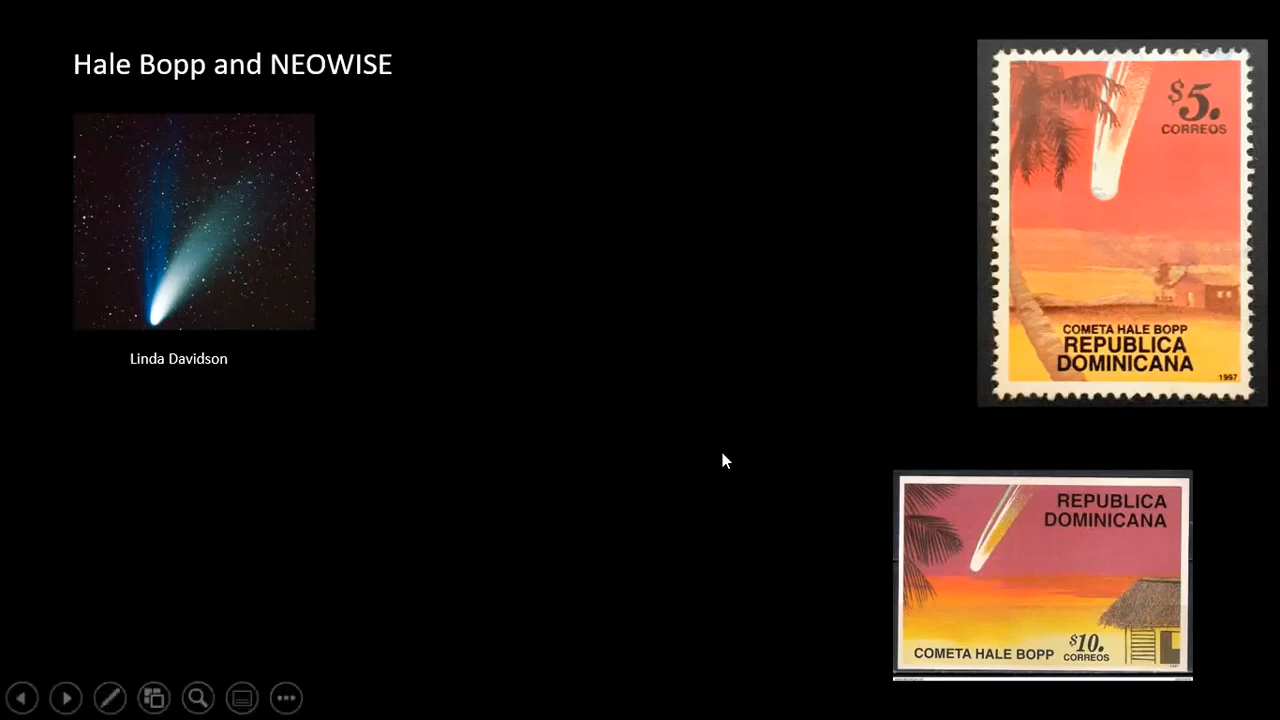 Hale Bopp and NEOWISE
Linda Davidson
$5.
CORREOS
COMETA HALE BOPP
REPUBLICA
DOMINICANA
1997
REPUBLICA
DOMINICANA
COMETA HALE BOPP
$10.
CORREOS